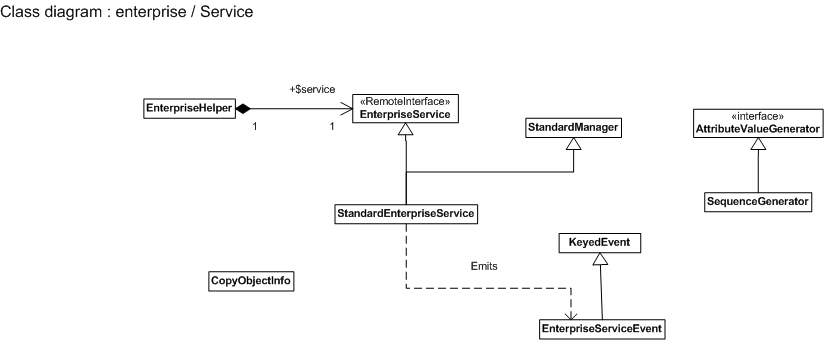 Class diagram : enterprise / Service
+$service
«RemoteInterface»
EnterpriseHelper
EnterpriseService
1
1
«interface»
StandardManager
AttributeValueGenerator
SequenceGenerator
StandardEnterpriseService
KeyedEvent
Emits
CopyObjectInfo
EnterpriseServiceEvent